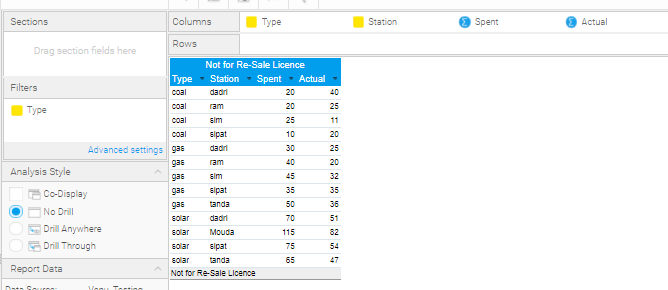 Sections
Drag section fields here
Filters
Type
Advanced settings
Analysis Style
Co-Display
No Drill
Drill Anywhere
Drill Through
Report Data
Data Source: Venu Testing
Columns Type Station Spent Actual
Rows
Not for Re-Sale Licence
Type Station Spent Actual
coal dadri 20 40
coal ram 20 25
coal sim 25 11
coal sipat 10 20
gas dadri 30 25
gas ram 40 20
gas sim 45 32
gas sipat 35 35
gas tanda 50 36
solar dadri 70 51
solar Mouda 115 82
solar sipat 75 54
solar tanda 65 47
Not for Re-Sale Licence